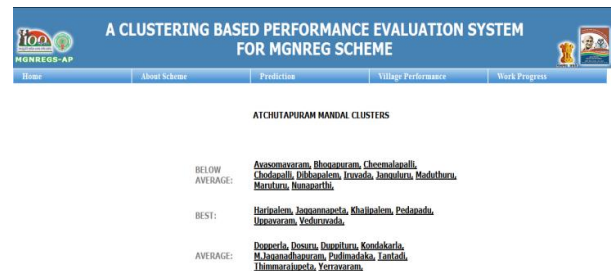 A CLUSTERING BASED PERFORMANCE EVALUATION SYSTEM
FOR MGNREG SCHEME
MGNREGS-AP
Home About Scheme Prediction Village Performance Work Progress
ATCHUTAPURAM MANDAL CLUSTERS
BELOW AVERAGE:
Avasomavaram, Bhogapuram, Cheemalapalli,
Chodapalli, Dibbapalem, Iruvada, Janguluru, Maduthuru,
Maruturu, Nunaparthi,
BEST:
Haripalem, Jaggannapeta, Khajipalem, Pedapadu,
Uppavaram, Veduruvada,
AVERAGE:
Dopperla, Dosuru, Duppituru, Kondakarla,
M.Jaganadhapuram, Pudimadaka, Tantadi,
Thimmarajupeta, Yerravaram,